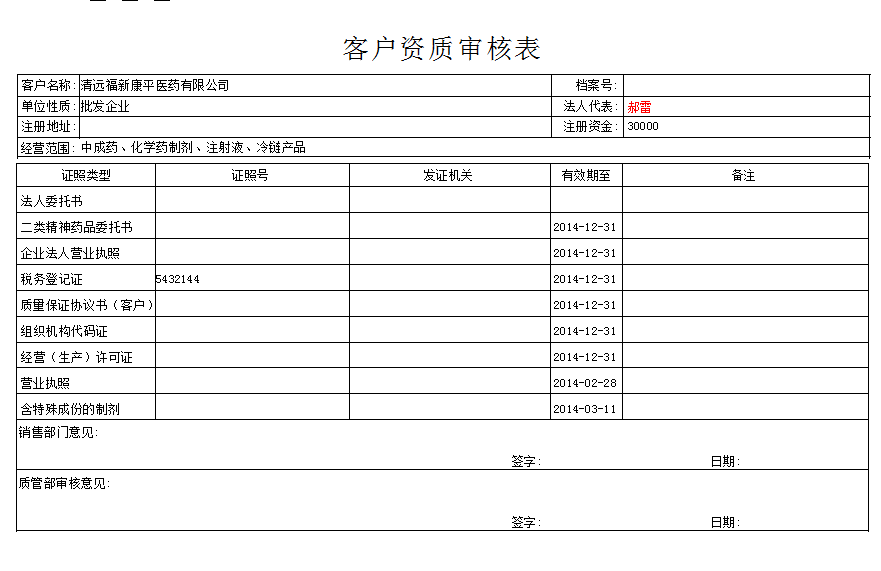 客户资质审核表
客户名称: 清远福新康平医药有限公司 档案号:
单位性质: 批发企业 法人代表: 郝雷
注册地址: 注册资金: 30000
经营范围: 中成药、化学药制剂、注射液、冷链产品
证照类型 证照号 发证机关 有效期至 备注
法人委托书
二类精神药品委托书 2014-12-31
企业法人营业执照 2014-12-31
税务登记证 5432144 2014-12-31
质量保证协议书(客户) 2014-12-31
组织机构代码证 2014-12-31
经营(生产)许可证 2014-12-31
营业执照 2014-02-28
含特殊成份的制剂 2014-03-11
销售部门意见:
签字: 日期:
质管部审核意见:
签字: 日期: